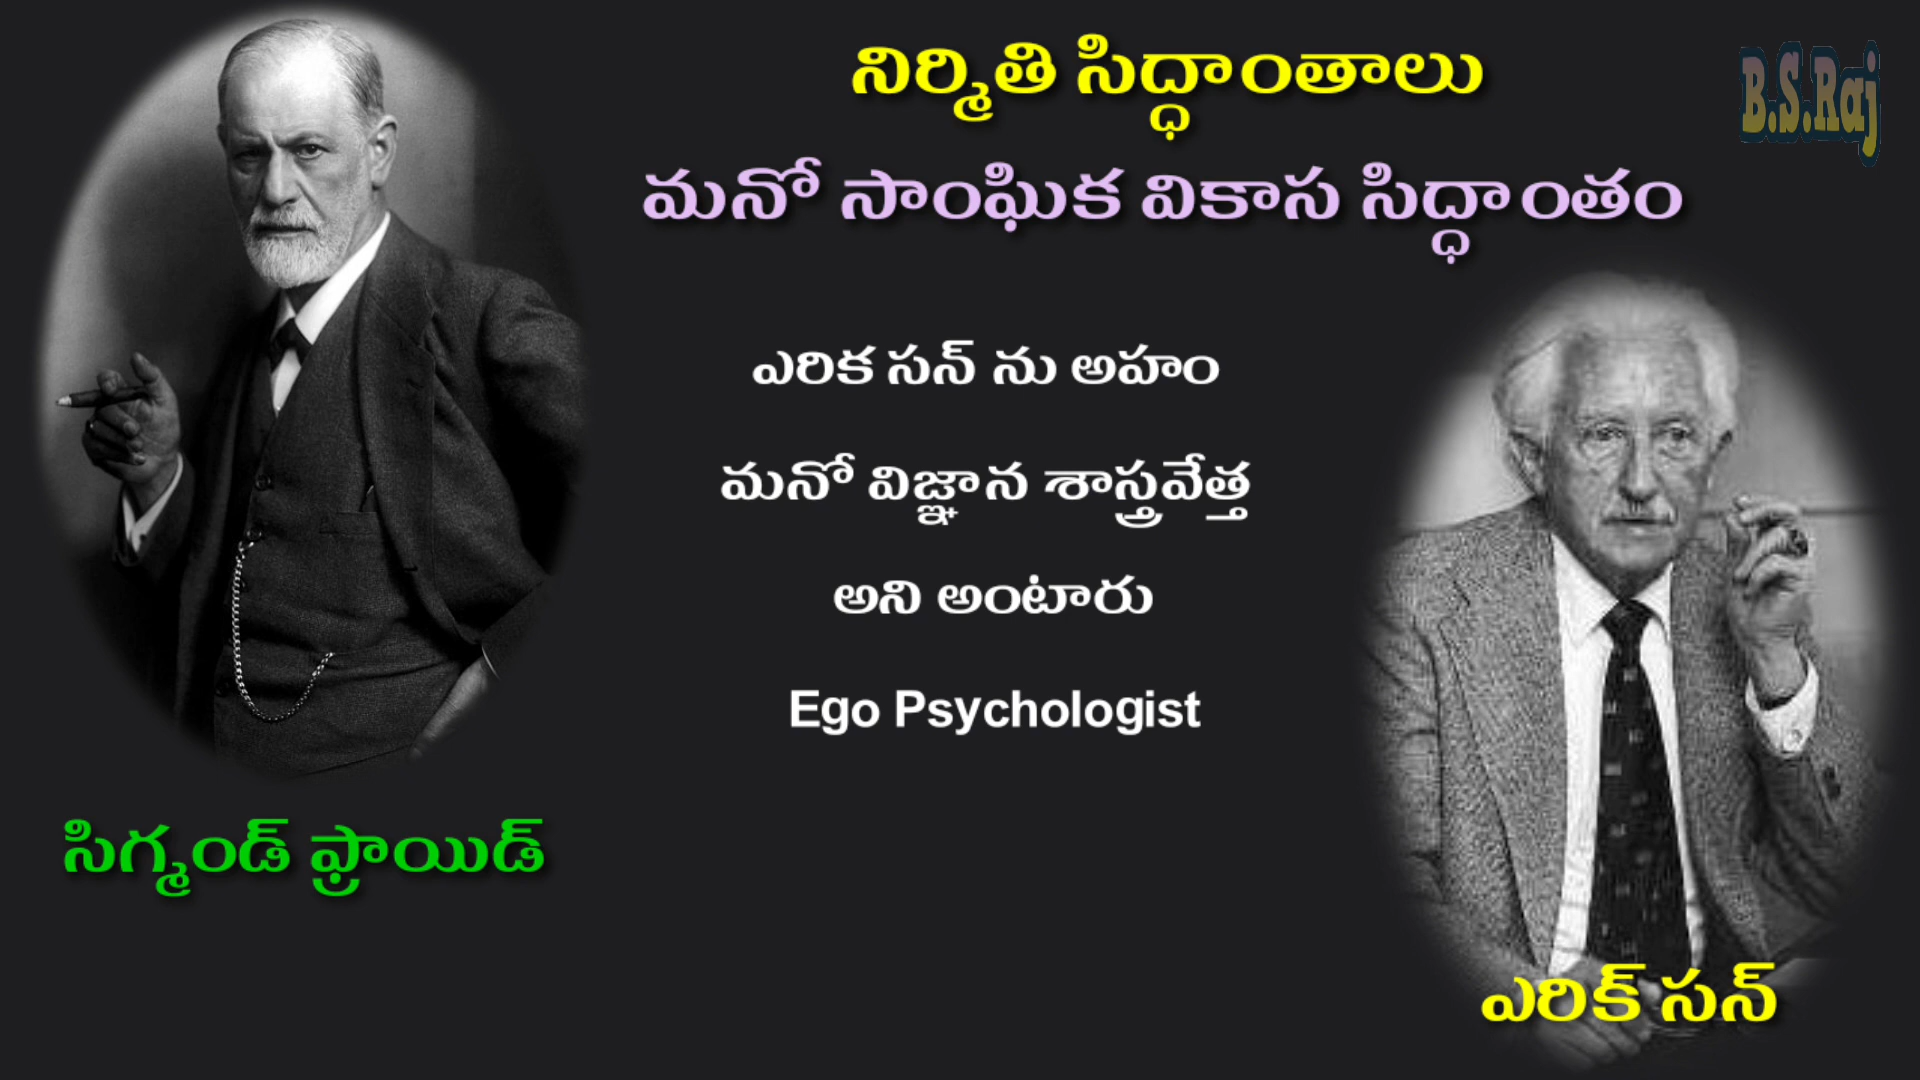 నిర్మితి సిద్ధాంతాలు
B.S.Raj
మనో సాంఘిక వికాస సిద్ధాంతం
ఎరిక సన్ ను అహం
మనో విజ్ఞాన శాస్త్రవేత్త
అని అంటారు
Ego Psychologist
సిగ్మండ్ ఫ్రాయిడ్
ఎరిక్ సన్